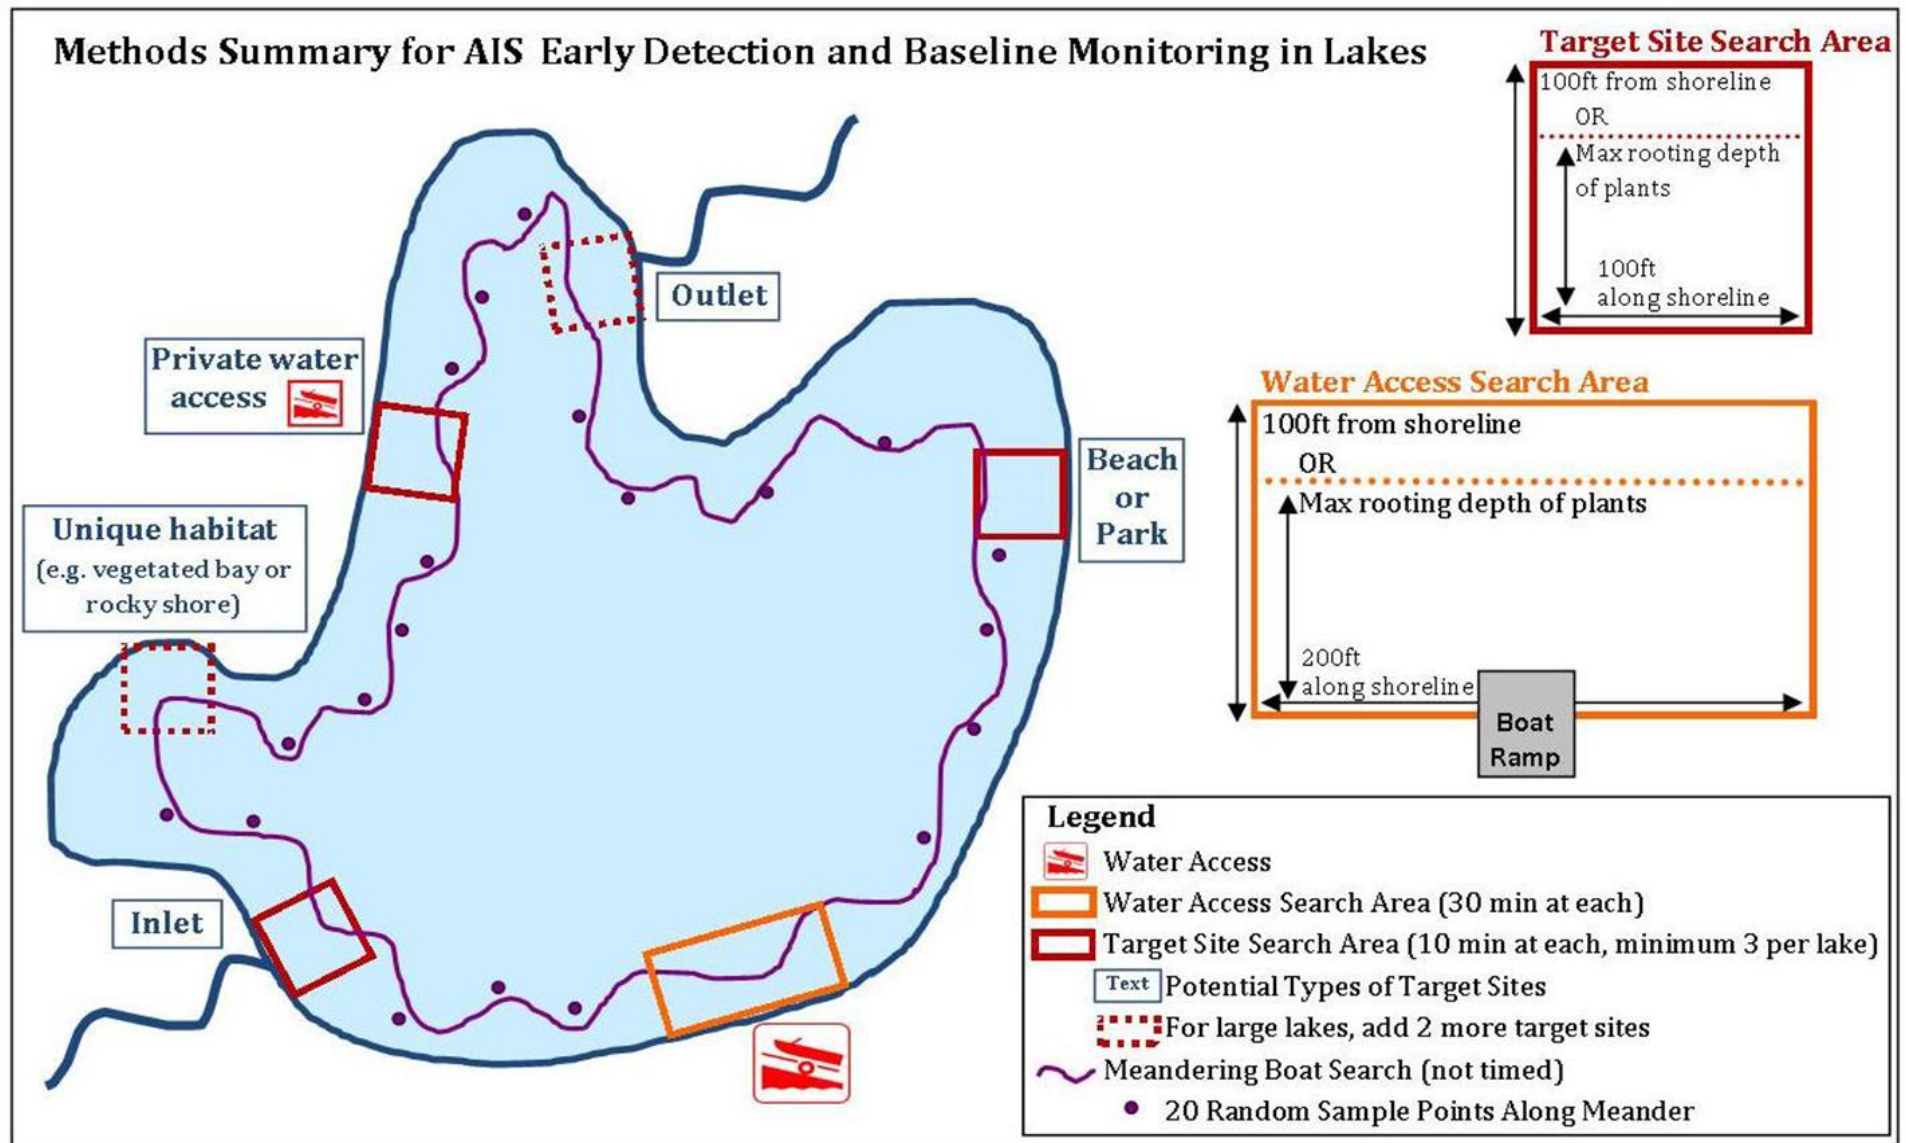 Methods Summary for AIS Early Detection and Baseline Monitoring in Lakes
Target Site Search Area
100ft from shoreline
OR
Max rooting depth
of plants
100ft
along shoreline
Outlet
Private water
access
Water Access Search Area
100ft from shoreline
OR
Max rooting depth of plants
200ft
along shoreline
Boat
Ramp
Beach
or
Park
Unique habitat
(e.g. vegetated bay or
rocky shore)
Inlet
Legend
Water Access
Water Access Search Area (30 min at each)
Target Site Search Area (10 min at each, minimum 3 per lake)
Text Potential Types of Target Sites
For large lakes, add 2 more target sites
Meandering Boat Search (not timed)
20 Random Sample Points Along Meander